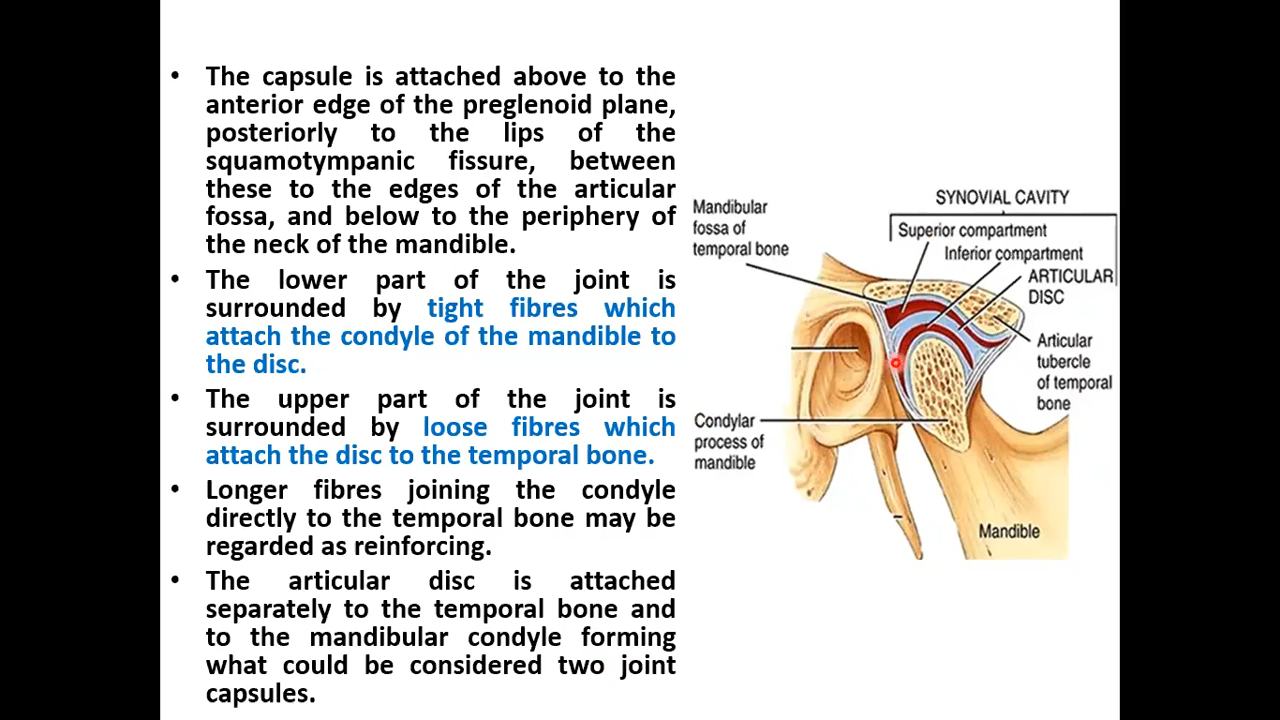 • The capsule is attached above to the
anterior edge of the preglenoid plane,
posteriorly to the lips of the
squamotympanic fissure, between
these to the edges of the articular
fossa, and below to the periphery of
the neck of the mandible.
• The lower part of the joint is
surrounded by tight fibres which
attach the condyle of the mandible to
the disc.
• The upper part of the joint is
surrounded by loose fibres which
attach the disc to the temporal bone.
• Longer fibres joining the condyle
directly to the temporal bone may be
regarded as reinforcing.
• The articular disc is attached
separately to the temporal bone and
to the mandibular condyle forming
what could be considered two joint
capsules.
Mandibular
fossa of
temporal bone
SYNOVIAL CAVITY
Superior compartment
Inferior compartment
ARTICULAR
DISC
Articular
tubercle
of temporal
bone
Condylar
process of
mandible
Mandible